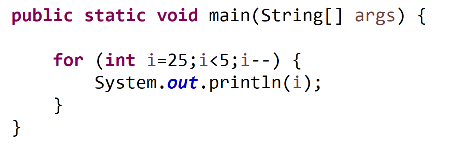 public static void main(String[] args) {
for (int i=25;i<5;i--) {
System.out.println(i);
}
}